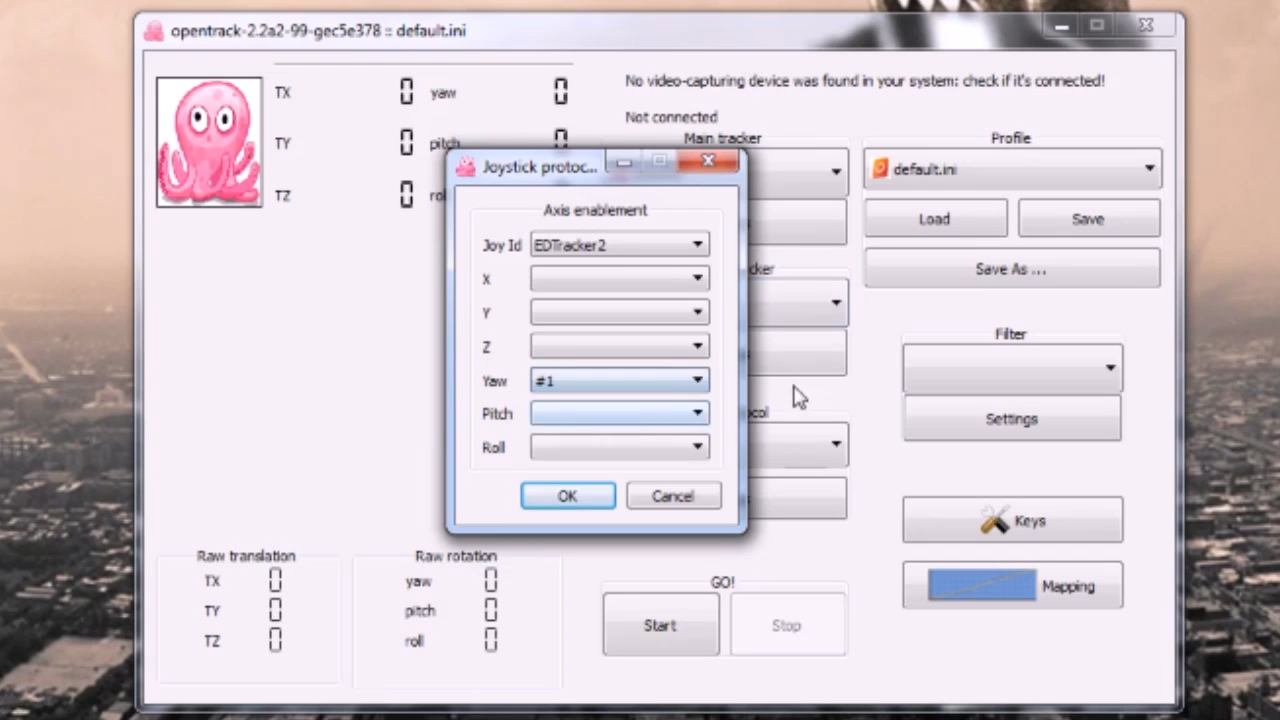 opentrack-2.2a2-99-gec5e378 :: default.ini
TX 0 yaw 0
TY 0 pitch 0
TZ 0
No video-capturing device was found in your system: check if it's connected!
Not connected
Main tracker
Profile
default.ini
Load Save
Save As ...
Joystick protoc...
Axis enablement
Joy Id EDTracker2
X
Y
Z
Yaw #1
Pitch
Roll
OK Cancel
Filter
Settings
Keys
Mapping
Raw translation
TX 0
TY 0
TZ 0
Raw rotation
yaw 0
pitch 0
roll 0
GO!
Start Stop